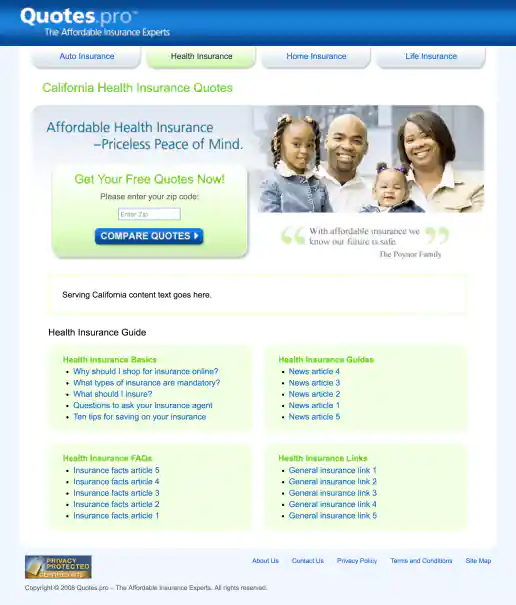 Quotes.pro™
The Affordable Insurance Experts
Auto Insurance
Health Insurance
Home Insurance
Life Insurance
California Health Insurance Quotes
Affordable Health Insurance
–Priceless Peace of Mind.
Get Your Free Quotes Now!
Please enter your zip code:
Enter Zip
COMPARE QUOTES
“ With affordable insurance we
know our future is safe. ”
The Poynor Family
Serving California content text goes here.
Health Insurance Guide
Health Insurance Basics
• Why should I shop for insurance online?
• What types of insurance are mandatory?
• What should I insure?
• Questions to ask your insurance agent
• Ten tips for saving on your insurance
Health Insurance Guides
• News article 4
• News article 3
• News article 2
• News article 1
• News article 5
Health Insurance FAQs
• Insurance facts article 5
• Insurance facts article 4
• Insurance facts article 3
• Insurance facts article 2
• Insurance facts article 1
Health Insurance Links
• General insurance link 1
• General insurance link 2
• General insurance link 3
• General insurance link 4
• General insurance link 5
PRIVACY
PROTECTED
About Us
Contact Us
Privacy Policy
Terms and Conditions
Site Map
Copyright © 2006 Quotes.pro – The Affordable Insurance Experts. All rights reserved.